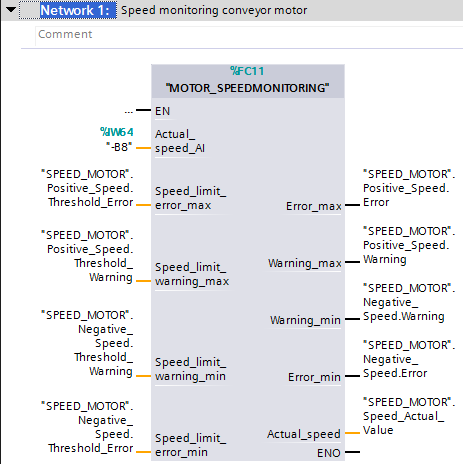 Network 1: Speed monitoring conveyor motor
Comment
%FC11
"MOTOR_SPEEDMONITORING"
... EN
%IW64
"-B8"
Actual_
speed_AI
"SPEED_MOTOR".
Positive_Speed.
Threshold_Error
Speed_limit_
error_max
Error_max
"SPEED_MOTOR".
Positive_Speed.
Error
"SPEED_MOTOR".
Positive_Speed.
Threshold_
Warning
Speed_limit_
warning_max
Warning_max
"SPEED_MOTOR".
Positive_Speed.
Warning
Warning_min
"SPEED_MOTOR".
Negative_
Speed.Warning
"SPEED_MOTOR".
Negative_
Speed.
Threshold_
Warning
Speed_limit_
warning_min
Error_min
"SPEED_MOTOR".
Negative_
Speed.Error
"SPEED_MOTOR".
Negative_
Speed.
Threshold_Error
Speed_limit_
error_min
Actual_speed
"SPEED_MOTOR".
Speed_Actual_
Value
ENO